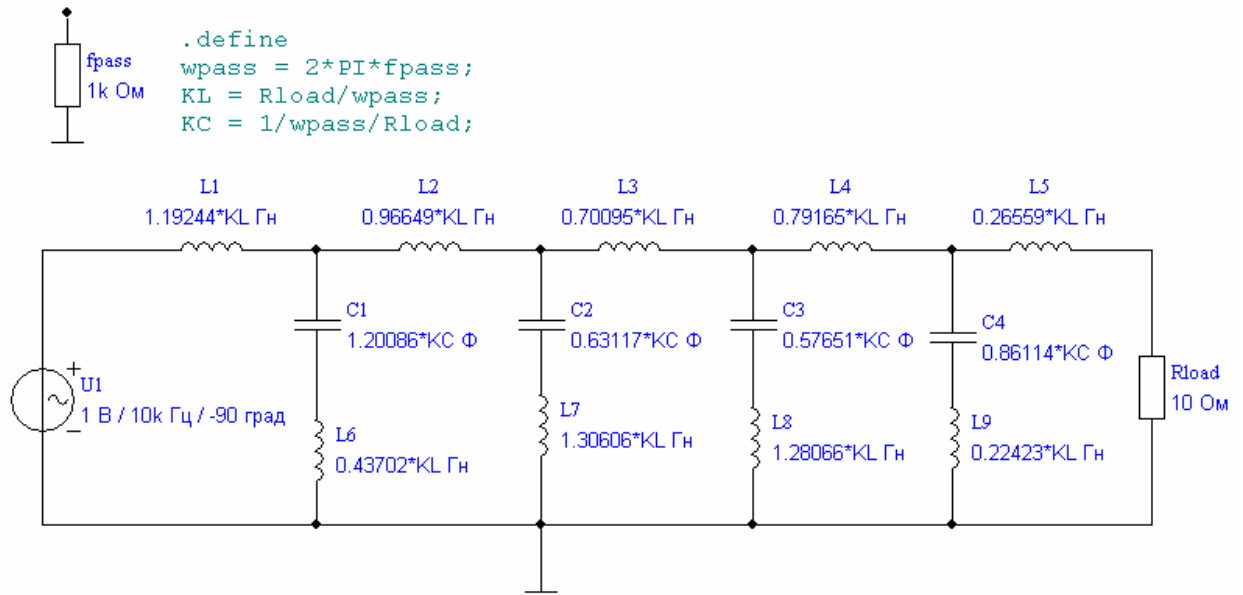 fpass
1k Ом
.define
wpass = 2*PI*fpass;
KL = Rload/wpass;
KC = 1/wpass/Rload;
L1
1.19244*KL Гн
L2
0.96649*KL Гн
L3
0.70095*KL Гн
L4
0.79165*KL Гн
L5
0.26559*KL Гн
C1
1.20086*KC Ф
C2
0.63117*KC Ф
C3
0.57651*KC Ф
C4
0.86114*KC Ф
+
U1
1 В / 10k Гц / -90 град
−
Rload
10 Ом
L6
0.43702*KL Гн
L7
1.30606*KL Гн
L8
1.28066*KL Гн
L9
0.22423*KL Гн